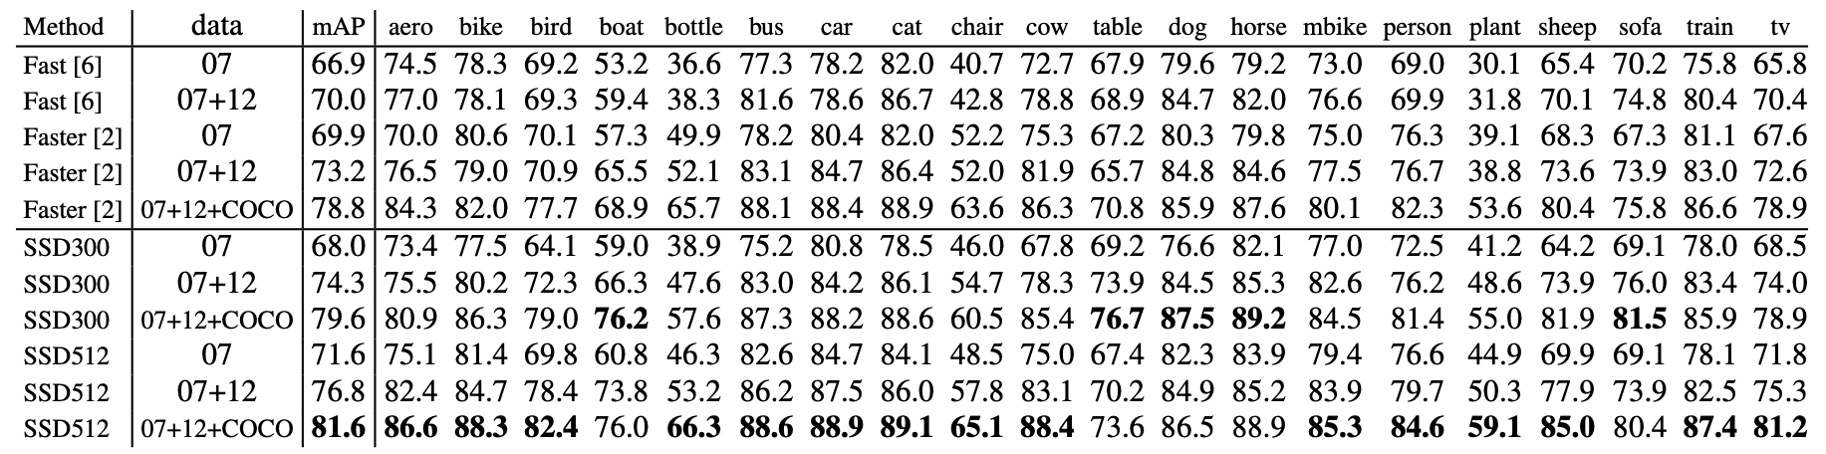 Method data mAP aero bike bird boat bottle bus car cat chair cow table dog horse mbike person plant sheep sofa train tv
Fast [6] 07 66.9 74.5 78.3 69.2 53.2 36.6 77.3 78.2 82.0 40.7 72.7 67.9 79.6 79.2 73.0 69.0 30.1 65.4 70.2 75.8 65.8
Fast [6] 07+12 70.0 77.0 78.1 69.3 59.4 38.3 81.6 78.6 86.7 42.8 78.8 68.9 84.7 82.0 76.6 69.9 31.8 70.1 74.8 80.4 70.4
Faster [2] 07 69.9 70.0 80.6 70.1 57.3 49.9 78.2 80.4 82.0 52.2 75.3 67.2 80.3 79.8 75.0 76.3 39.1 68.3 67.3 81.1 67.6
Faster [2] 07+12 73.2 76.5 79.0 70.9 65.5 52.1 83.1 84.7 86.4 52.0 81.9 65.7 84.8 84.6 77.5 76.7 38.8 73.6 73.9 83.0 72.6
Faster [2] 07+12+COCO 78.8 84.3 82.0 77.7 68.9 65.7 88.1 88.4 88.9 63.6 86.3 70.8 85.9 87.6 80.1 82.3 53.6 80.4 75.8 86.6 78.9
SSD300 07 68.0 73.4 77.5 64.1 59.0 38.9 75.2 80.8 78.5 46.0 67.8 69.2 76.6 82.1 77.0 72.5 41.2 64.2 69.1 78.0 68.5
SSD300 07+12 74.3 75.5 80.2 72.3 66.3 47.6 83.0 84.2 86.1 54.7 78.3 73.9 84.5 85.3 82.6 76.2 48.6 73.9 76.0 83.4 74.0
SSD300 07+12+COCO 79.6 80.9 86.3 79.0 76.2 57.6 87.3 88.2 88.6 60.5 85.4 76.7 87.5 89.2 84.5 81.4 55.0 81.9 81.5 85.9 78.9
SSD512 07 71.6 75.1 81.4 69.8 60.8 46.3 82.6 84.7 84.1 48.5 75.0 67.4 82.3 83.9 79.4 76.6 44.9 69.9 69.1 78.1 71.8
SSD512 07+12 76.8 82.4 84.7 78.4 73.8 53.2 86.2 87.5 86.0 57.8 83.1 70.2 84.9 85.2 83.9 79.7 50.3 77.9 73.9 82.5 75.3
SSD512 07+12+COCO 81.6 86.6 88.3 82.4 76.0 66.3 88.6 88.9 89.1 65.1 88.4 73.6 86.5 88.9 85.3 84.6 59.1 85.0 80.4 87.4 81.2